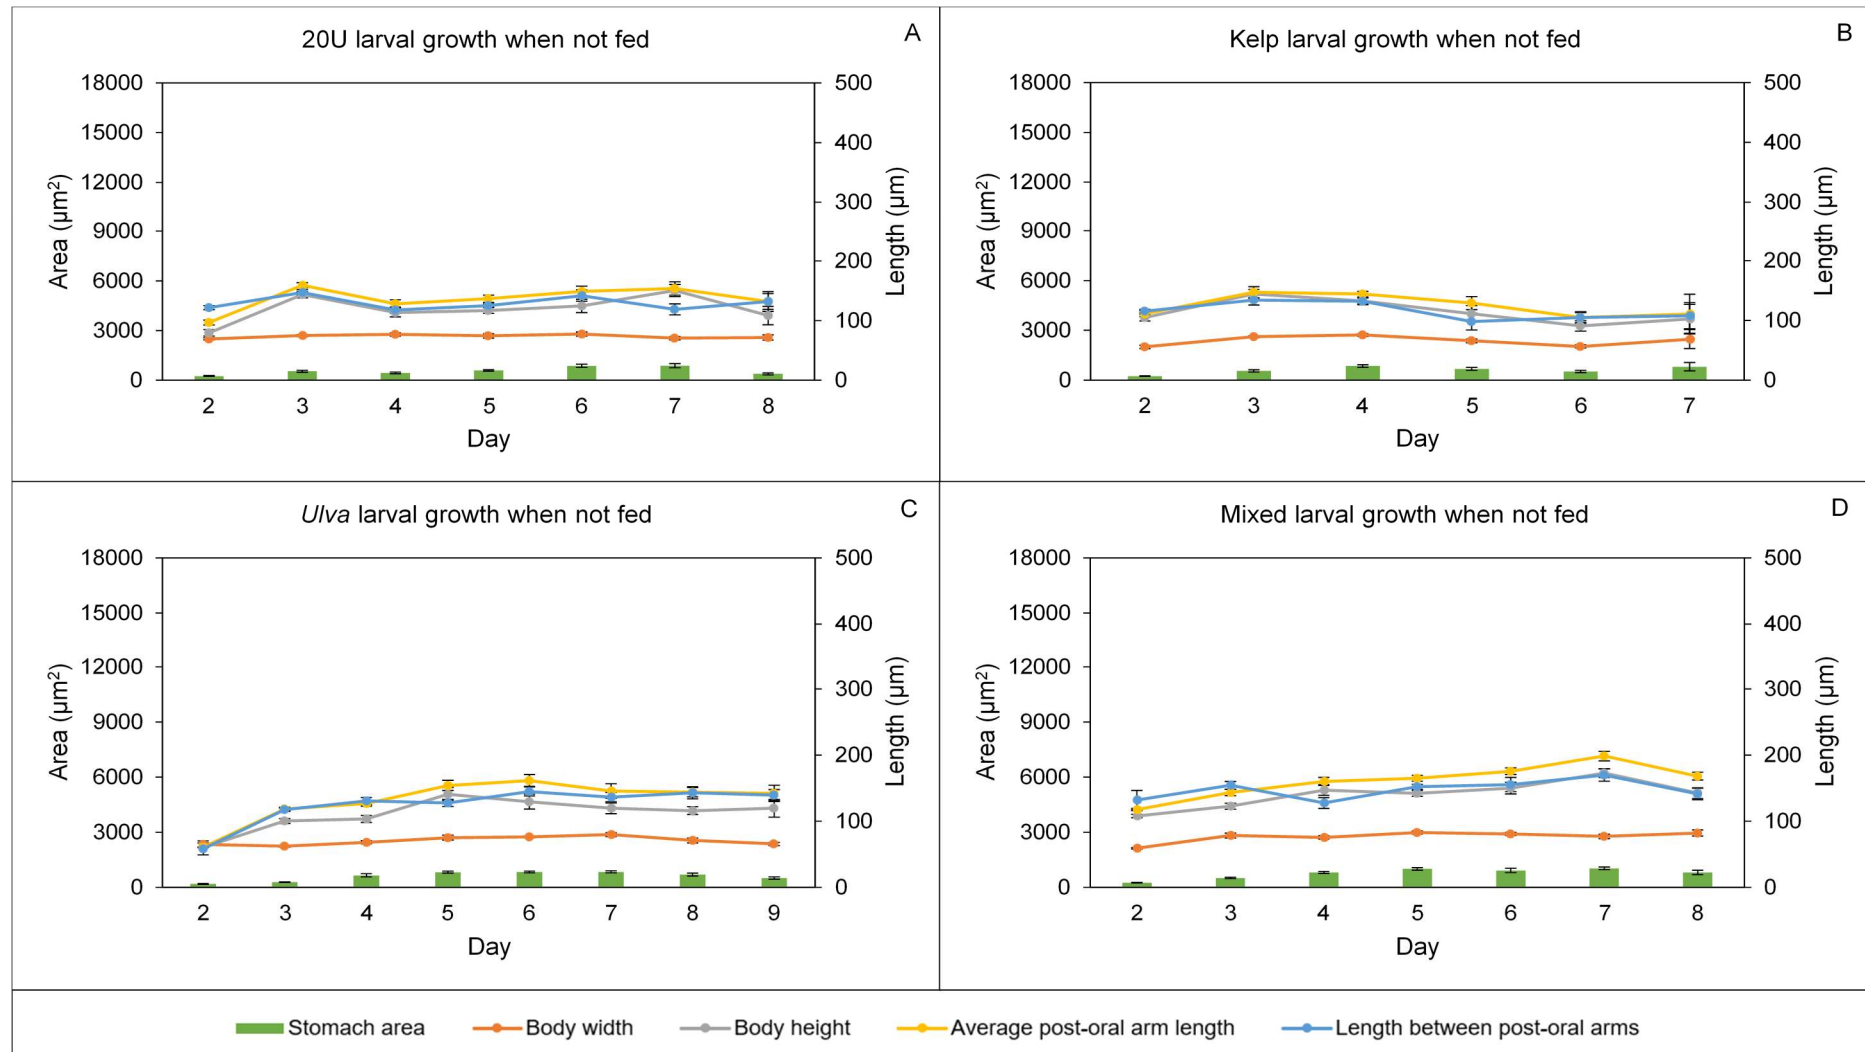 20U larval growth when not fed
A
18000
15000
12000
9000
6000
3000
0
Area (µm²)
500
400
300
200
100
0
Length (µm)
2 3 4 5 6 7 8
Day
Kelp larval growth when not fed
B
18000
15000
12000
9000
6000
3000
0
Area (µm²)
500
400
300
200
100
0
Length (µm)
2 3 4 5 6 7
Day
Ulva larval growth when not fed
C
18000
15000
12000
9000
6000
3000
0
Area (µm²)
500
400
300
200
100
0
Length (µm)
2 3 4 5 6 7 8 9
Day
Mixed larval growth when not fed
D
18000
15000
12000
9000
6000
3000
0
Area (µm²)
500
400
300
200
100
0
Length (µm)
2 3 4 5 6 7 8
Day
Stomach area Body width Body height Average post-oral arm length Length between post-oral arms